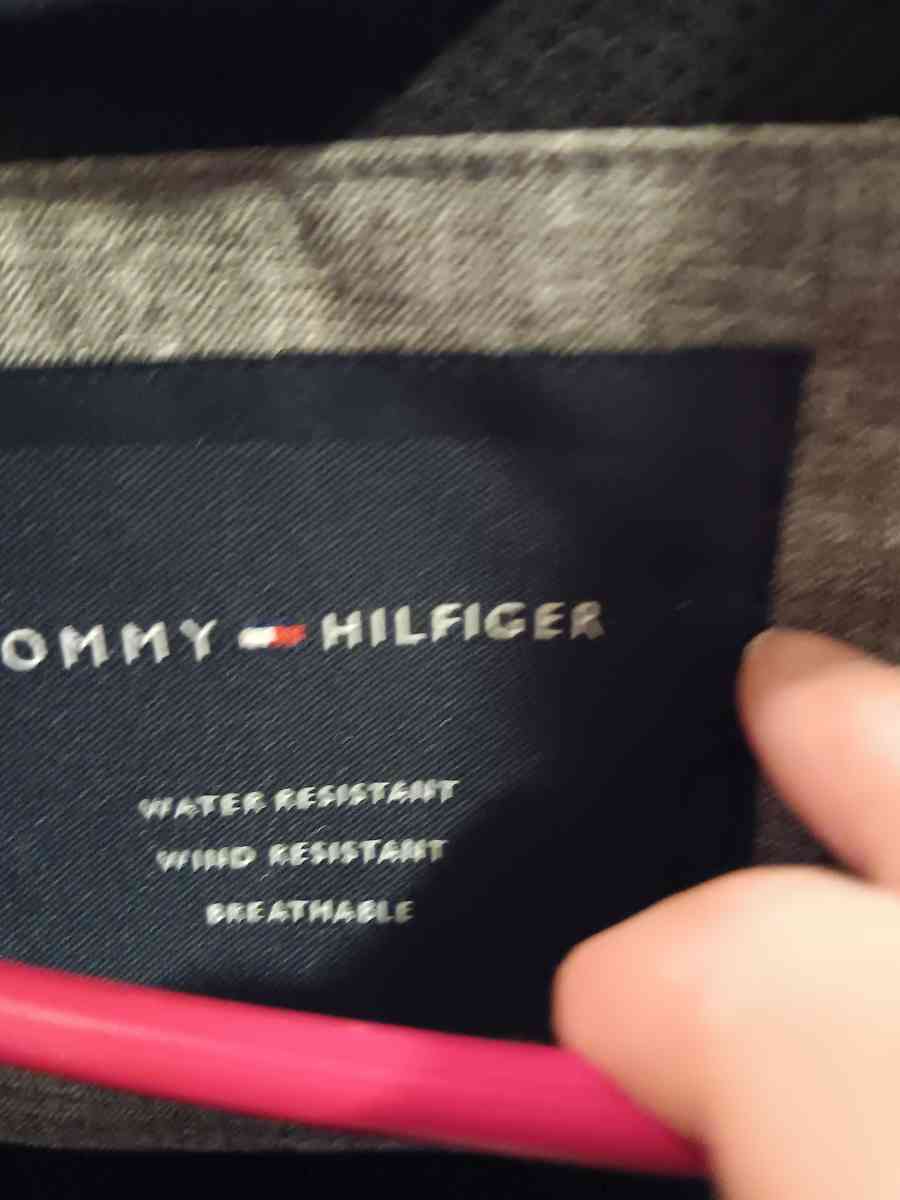 OMMY HILFIGER
WATER RESISTANT
WIND RESISTANT
BREATHABLE